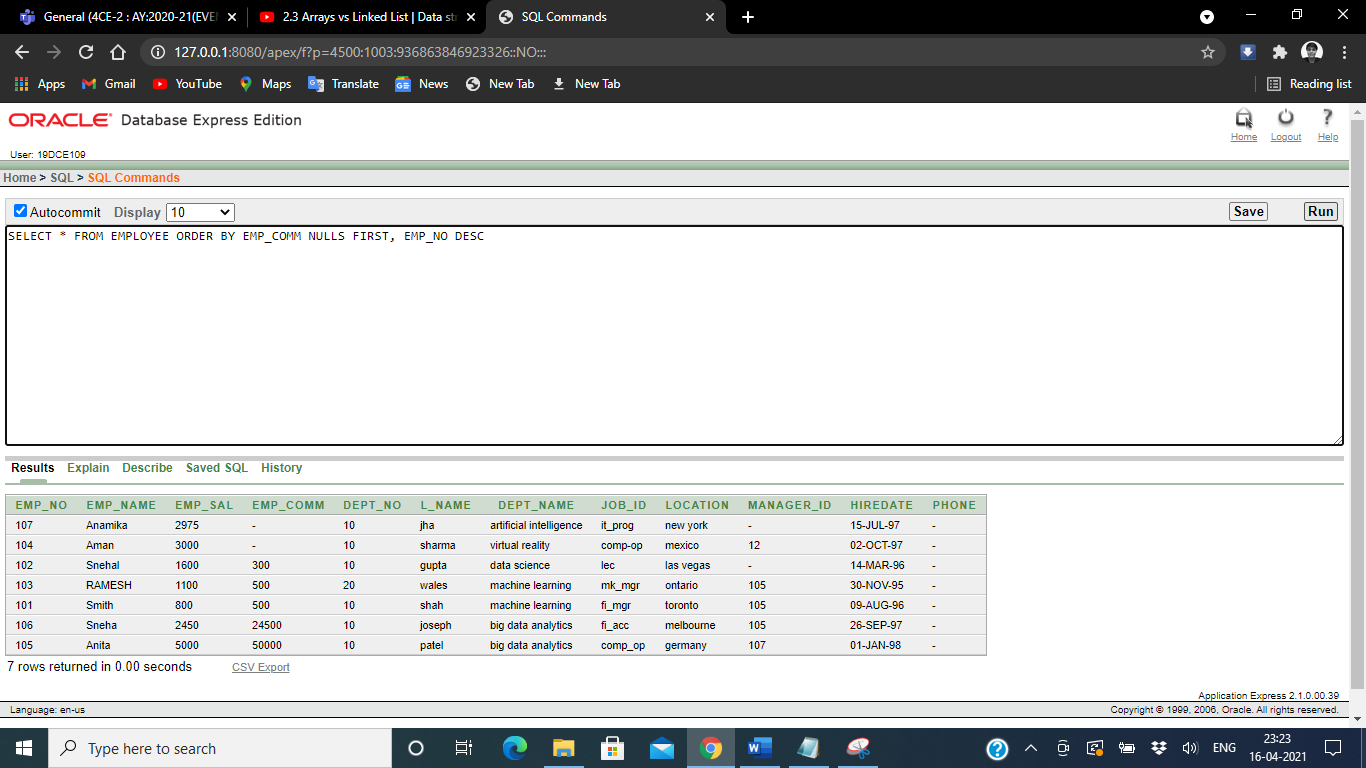 General (4CE-2 : AY:2020-21(EVE
2.3 Arrays vs Linked List | Data str
SQL Commands
127.0.0.1:8080/apex/f?p=4500:1003:936863846923326::NO:::
Apps Gmail YouTube Maps Translate News New Tab New Tab Reading list
ORACLE Database Express Edition
Home Logout Help
User: 19DCE109
Home > SQL > SQL Commands
Autocommit Display 10 Save Run
SELECT * FROM EMPLOYEE ORDER BY EMP_COMM NULLS FIRST, EMP_NO DESC
Results Explain Describe Saved SQL History
EMP_NO EMP_NAME EMP_SAL EMP_COMM DEPT_NO L_NAME DEPT_NAME JOB_ID LOCATION MANAGER_ID HIREDATE PHONE
107 Anamika 2975 - 10 jha artificial intelligence it_prog new york - 15-JUL-97 -
104 Aman 3000 - 10 sharma virtual reality comp-op mexico 12 02-OCT-97 -
102 Snehal 1600 300 10 gupta data science lec las vegas - 14-MAR-96 -
103 RAMESH 1100 500 20 wales machine learning mk_mgr ontario 105 30-NOV-95 -
101 Smith 800 500 10 shah machine learning fi_mgr toronto 105 09-AUG-96 -
106 Sneha 2450 24500 10 joseph big data analytics fi_acc melbourne 105 26-SEP-97 -
105 Anita 5000 50000 10 patel big data analytics comp_op germany 107 01-JAN-98 -
7 rows returned in 0.00 seconds CSV Export
Application Express 2.1.0.00.39
Language: en-us Copyright © 1999, 2006, Oracle. All rights reserved.
Type here to search
ENG
23:23
16-04-2021